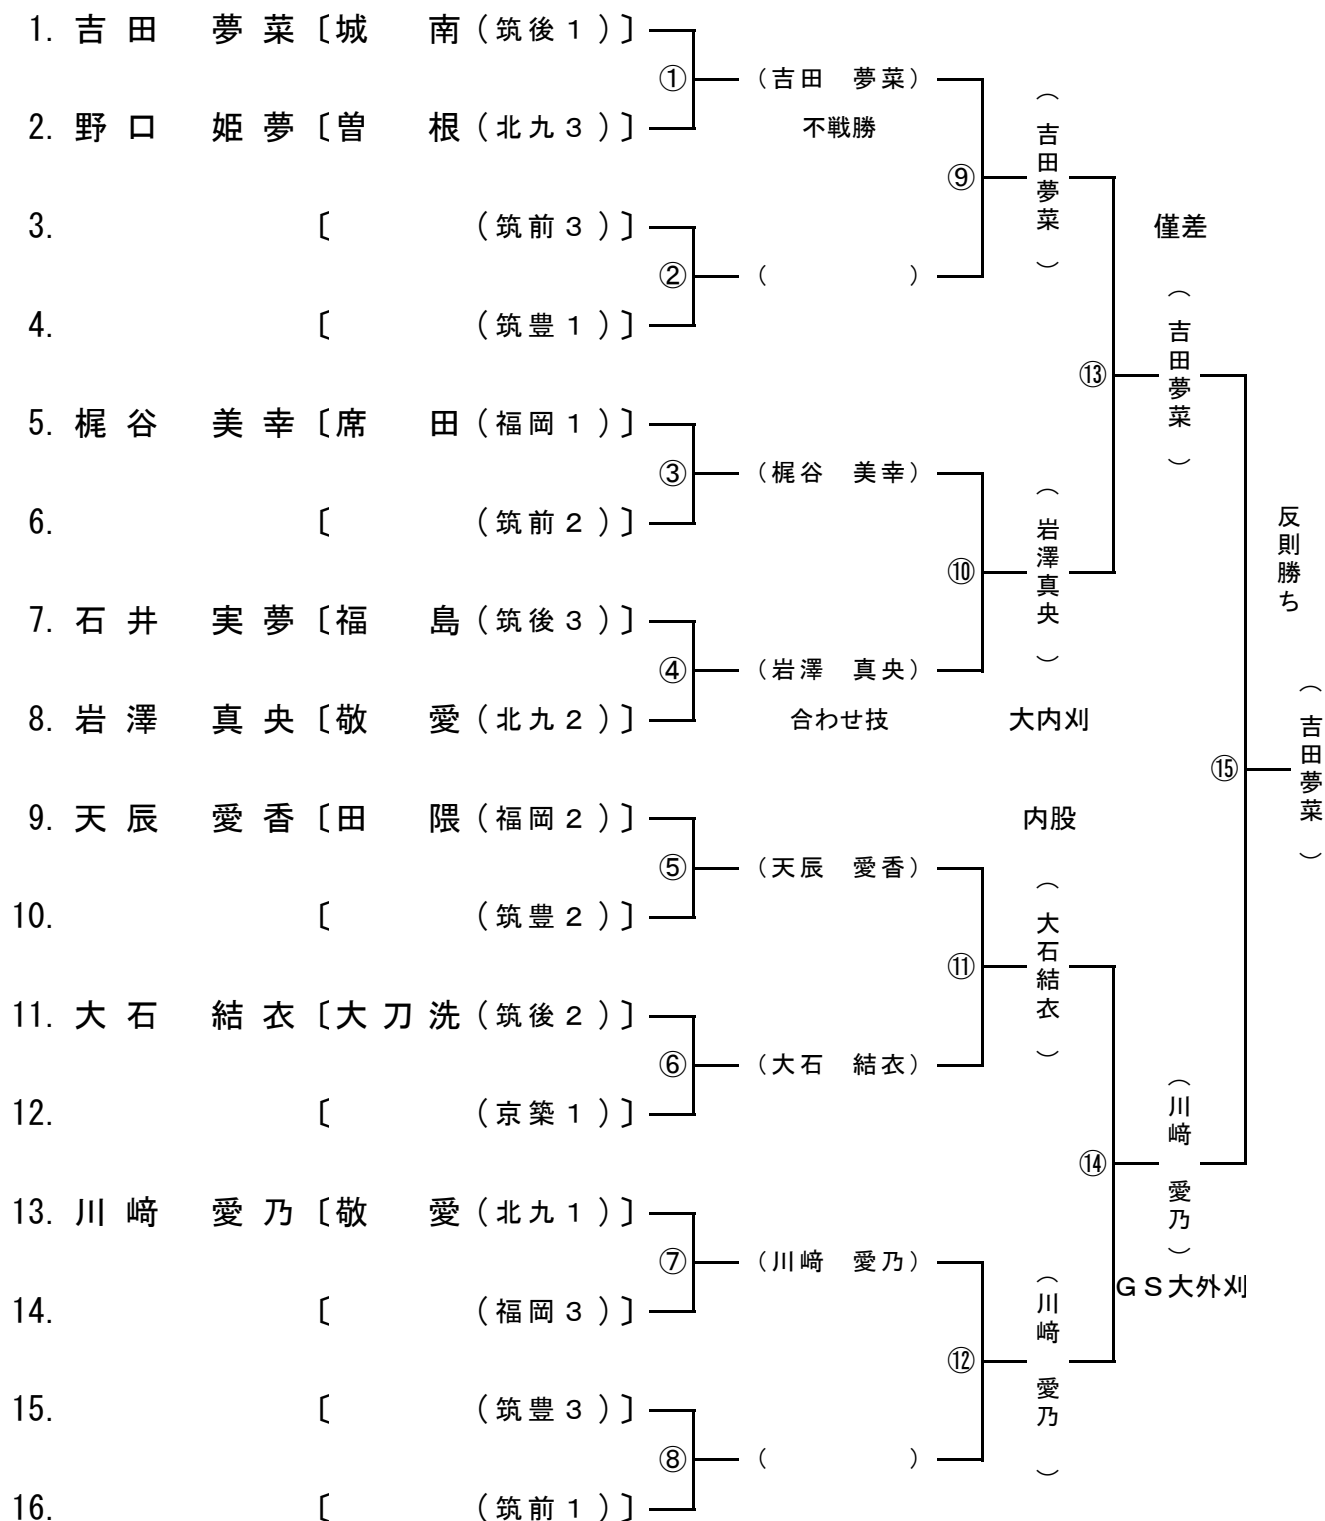 1. 吉田 夢菜〔城 南（筑後１）〕
①
（吉田 夢菜）
不戦勝
2. 野口 姫夢〔曽 根（北九３）〕
⑨
（吉田夢菜）
3. 〔 （筑前３）〕
②
（ ）
4. 〔 （筑豊１）〕
⑬
僅差
（吉田夢菜）
5. 梶谷 美幸〔席 田（福岡１）〕
③
（梶谷 美幸）
6. 〔 （筑前２）〕
⑩
（岩澤真央）
7. 石井 実夢〔福 島（筑後３）〕
④
（岩澤 真央）
合わせ技
大内刈
8. 岩澤 真央〔敬 愛（北九２）〕
⑮
反則勝ち
（吉田夢菜）
9. 天辰 愛香〔田 隈（福岡２）〕
⑤
（天辰 愛香）
10. 〔 （筑豊２）〕
⑪
内股
（大石結衣）
11. 大石 結衣〔大刀洗（筑後２）〕
⑥
（大石 結衣）
12. 〔 （京築１）〕
⑭
（川﨑 愛乃）
ＧＳ大外刈
13. 川﨑 愛乃〔敬 愛（北九１）〕
⑦
（川﨑 愛乃）
14. 〔 （福岡３）〕
⑫
（川﨑 愛乃）
15. 〔 （筑豊３）〕
⑧
（ ）
16. 〔 （筑前１）〕